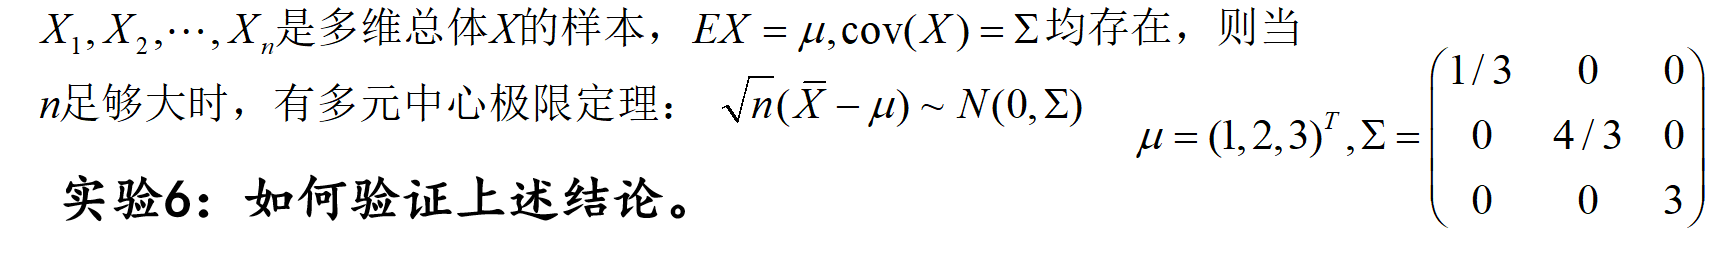 X₁, X₂, ⋯, Xₙ是多维总体X的样本，EX = μ, cov(X) = Σ均存在，则当
n足够大时，有多元中心极限定理： √n(X̄ − μ) ~ N(0, Σ)
μ = (1, 2, 3)ᵀ, Σ = (1/3 0 0
0 4/3 0
0 0 3)
实验6：如何验证上述结论。